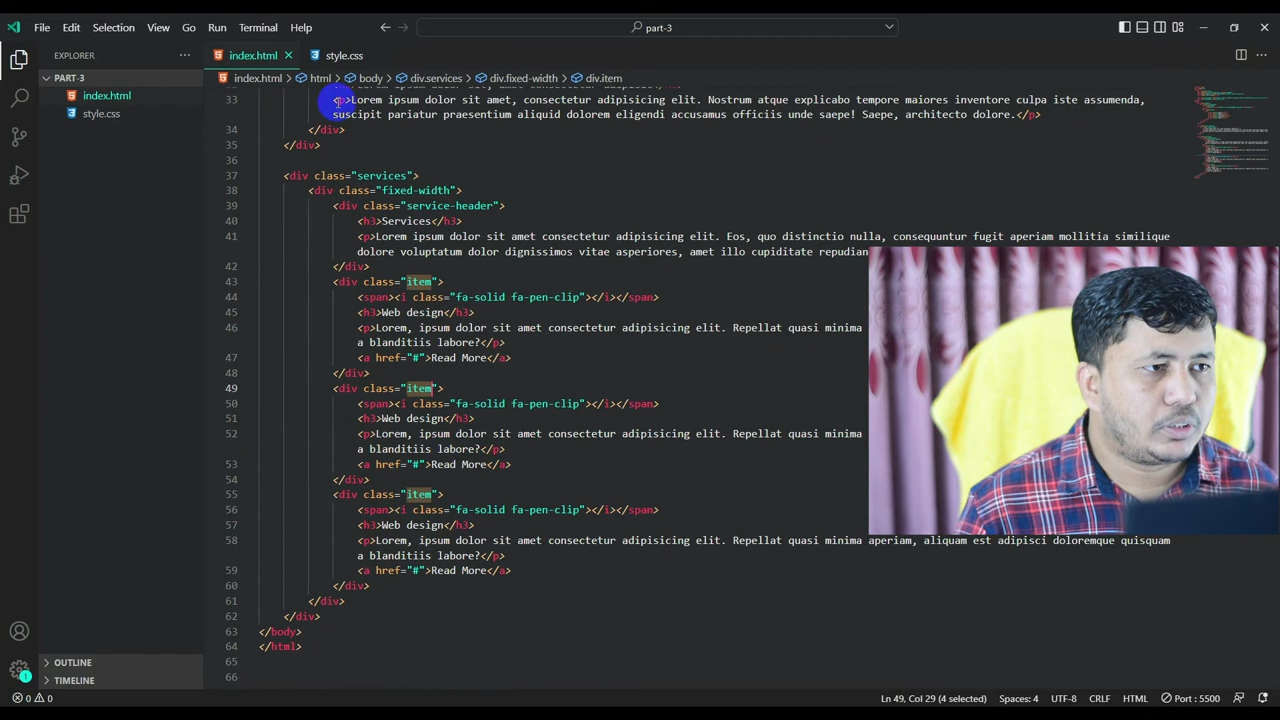 File Edit Selection View Go Run Terminal Help part-3
EXPLORER
index.html
style.css
PART-3
index.html
style.css
OUTLINE
TIMELINE
index.html > html > body > div.services > div.fixed-width > div.item
33 <p>Lorem ipsum dolor sit amet, consectetur adipisicing elit. Nostrum atque explicabo tempore maiores inventore culpa iste assumenda,
suscipit pariatur praesentium aliquid dolorem eligendi accusamus officiis unde saepe! Saepe, architecto dolore.</p>
34 </div>
35 </div>
36
37 <div class="services">
38 <div class="fixed-width">
39 <div class="service-header">
40 <h3>Services</h3>
41 <p>Lorem ipsum dolor sit amet consectetur adipisicing elit. Eos, quo distinctio nulla, consequuntur fugit aperiam mollitia similique
dolore voluptatum dolor dignissimos vitae asperiores, amet illo cupiditate repudian
42 </div>
43 <div class="item">
44 <span><i class="fa-solid fa-pen-clip"></i></span>
45 <h3>Web design</h3>
46 <p>Lorem, ipsum dolor sit amet consectetur adipisicing elit. Repellat quasi minima
a blanditiis labore?</p>
47 <a href="#">Read More</a>
48 </div>
49 <div class="item">
50 <span><i class="fa-solid fa-pen-clip"></i></span>
51 <h3>Web design</h3>
52 <p>Lorem, ipsum dolor sit amet consectetur adipisicing elit. Repellat quasi minima
a blanditiis labore?</p>
53 <a href="#">Read More</a>
54 </div>
55 <div class="item">
56 <span><i class="fa-solid fa-pen-clip"></i></span>
57 <h3>Web design</h3>
58 <p>Lorem, ipsum dolor sit amet consectetur adipisicing elit. Repellat quasi minima aperiam, aliquam est adipisci doloremque quisquam
a blanditiis labore?</p>
59 <a href="#">Read More</a>
60 </div>
61 </div>
62 </div>
63 </body>
64 </html>
65
66
0 0 Ln 49, Col 29 (4 selected) Spaces: 4 UTF-8 CRLF HTML Port : 5500